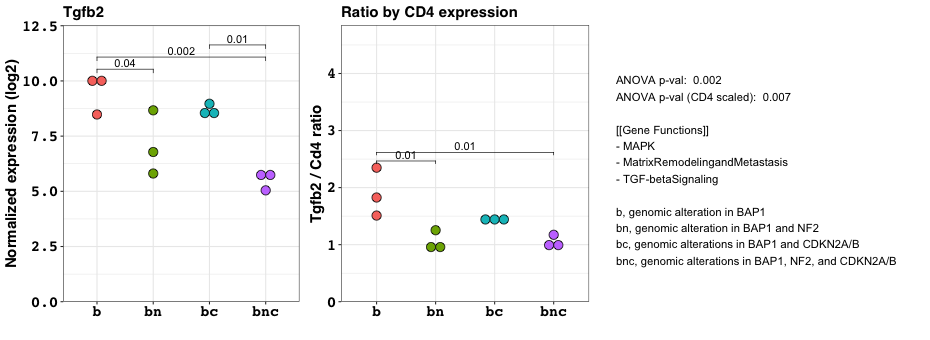 Tgfb2
Normalized expression (log2)
12.5
10.0
7.5
5.0
2.5
0.0
0.01
0.002
0.04
b bn bc bnc
Ratio by CD4 expression
Tgfb2 / Cd4 ratio
4
3
2
1
0
0.01
0.01
b bn bc bnc
ANOVA p-val: 0.002
ANOVA p-val (CD4 scaled): 0.007
[[Gene Functions]]
- MAPK
- MatrixRemodelingandMetastasis
- TGF-betaSignaling
b, genomic alteration in BAP1
bn, genomic alteration in BAP1 and NF2
bc, genomic alterations in BAP1 and CDKN2A/B
bnc, genomic alterations in BAP1, NF2, and CDKN2A/B